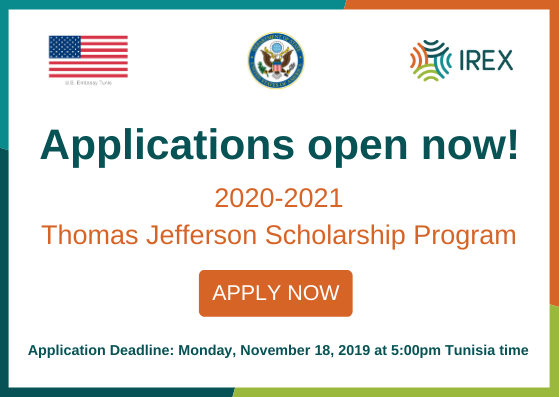 U.S. Embassy Tunis
IREX
Applications open now!
2020-2021
Thomas Jefferson Scholarship Program
APPLY NOW
Application Deadline: Monday, November 18, 2019 at 5:00pm Tunisia time